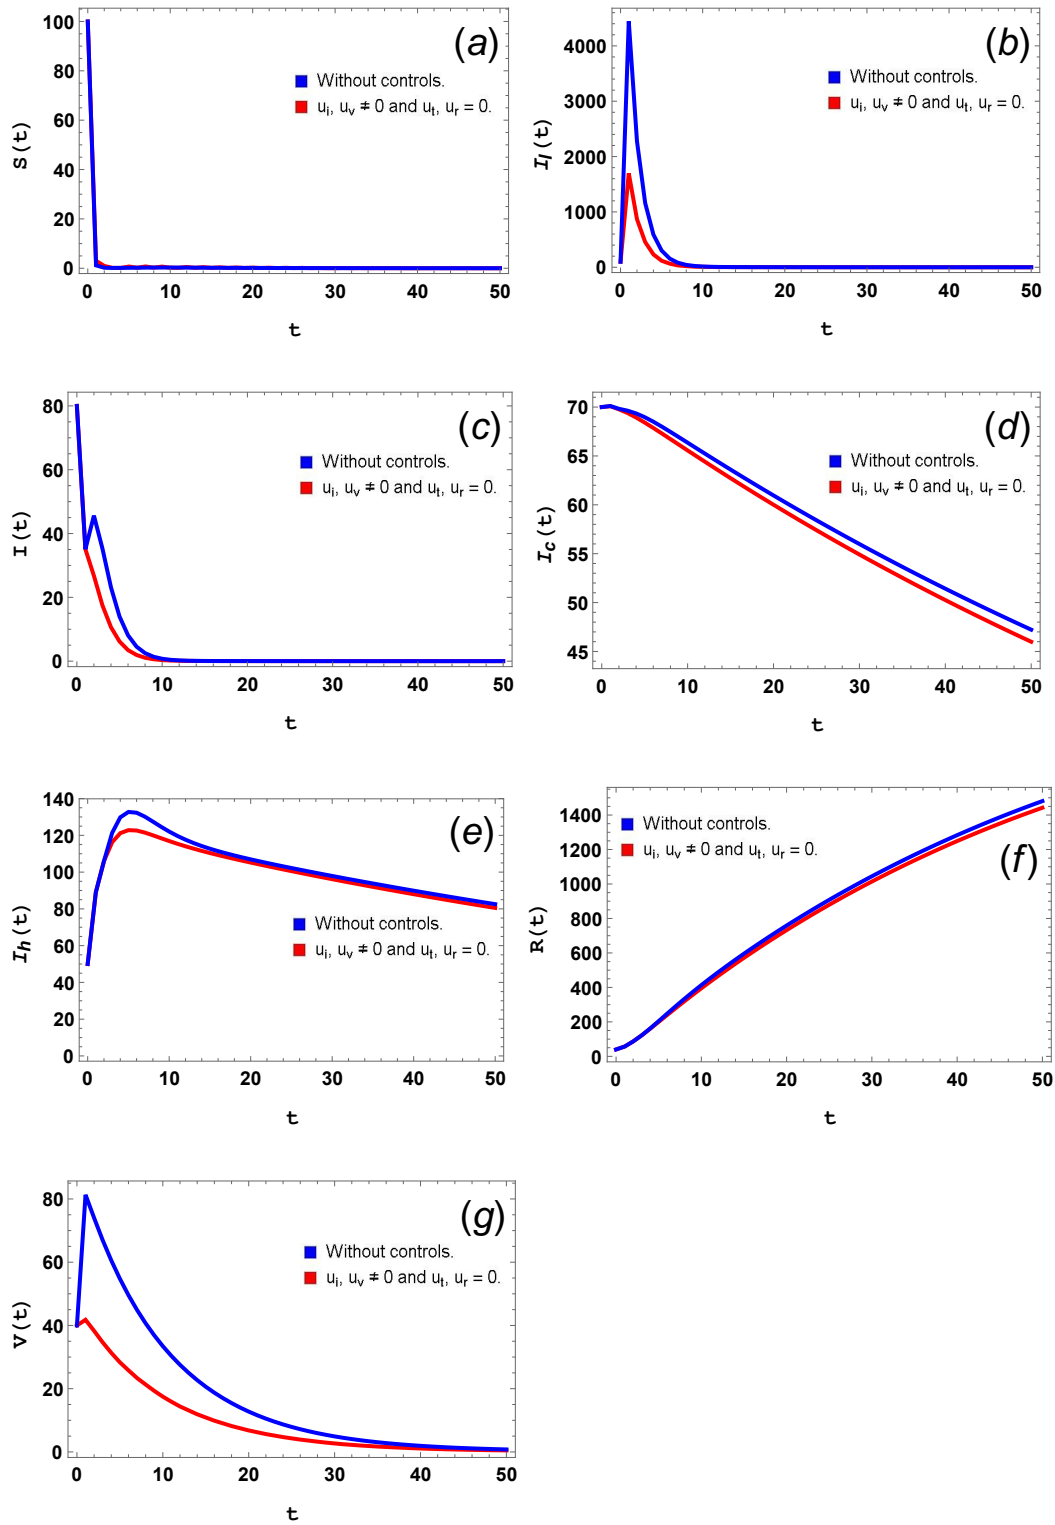 (a)
S(t)
100
80
60
40
20
0
Without controls.
uᵢ, uᵥ ≠ 0 and uₜ, uᵣ = 0.
0 10 20 30 40 50
t
(b)
I_l(t)
4000
3000
2000
1000
0
Without controls.
uᵢ, uᵥ ≠ 0 and uₜ, uᵣ = 0.
0 10 20 30 40 50
t
(c)
I(t)
80
60
40
20
0
Without controls.
uᵢ, uᵥ ≠ 0 and uₜ, uᵣ = 0.
0 10 20 30 40 50
t
(d)
I_c(t)
70
65
60
55
50
45
Without controls.
uᵢ, uᵥ ≠ 0 and uₜ, uᵣ = 0.
0 10 20 30 40 50
t
(e)
I_h(t)
140
120
100
80
60
40
20
0
Without controls.
uᵢ, uᵥ ≠ 0 and uₜ, uᵣ = 0.
0 10 20 30 40 50
t
(f)
R(t)
1400
1200
1000
800
600
400
200
0
Without controls.
uᵢ, uᵥ ≠ 0 and uₜ, uᵣ = 0.
0 10 20 30 40 50
t
(g)
V(t)
80
60
40
20
0
Without controls.
uᵢ, uᵥ ≠ 0 and uₜ, uᵣ = 0.
0 10 20 30 40 50
t